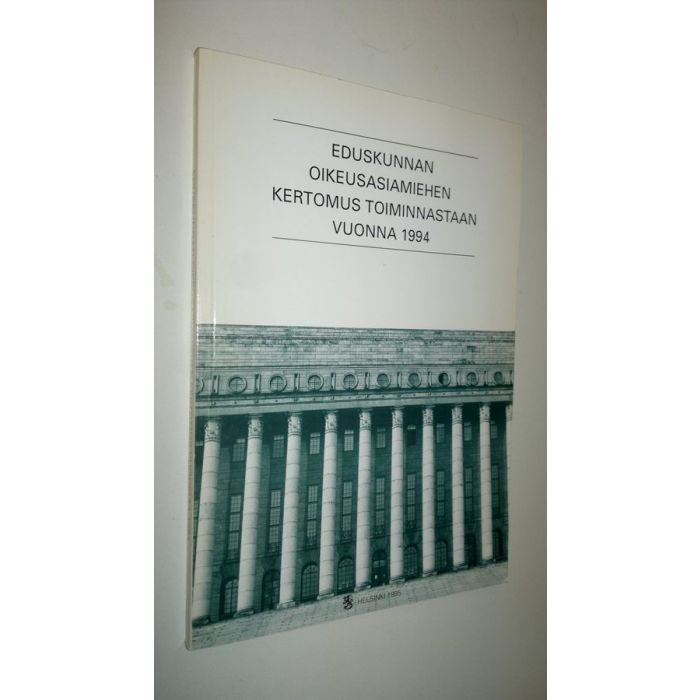 EDUSKUNNAN
OIKEUSASIAMIEHEN
KERTOMUS TOIMINNASTAAN
VUONNA 1994
HELSINKI 1995